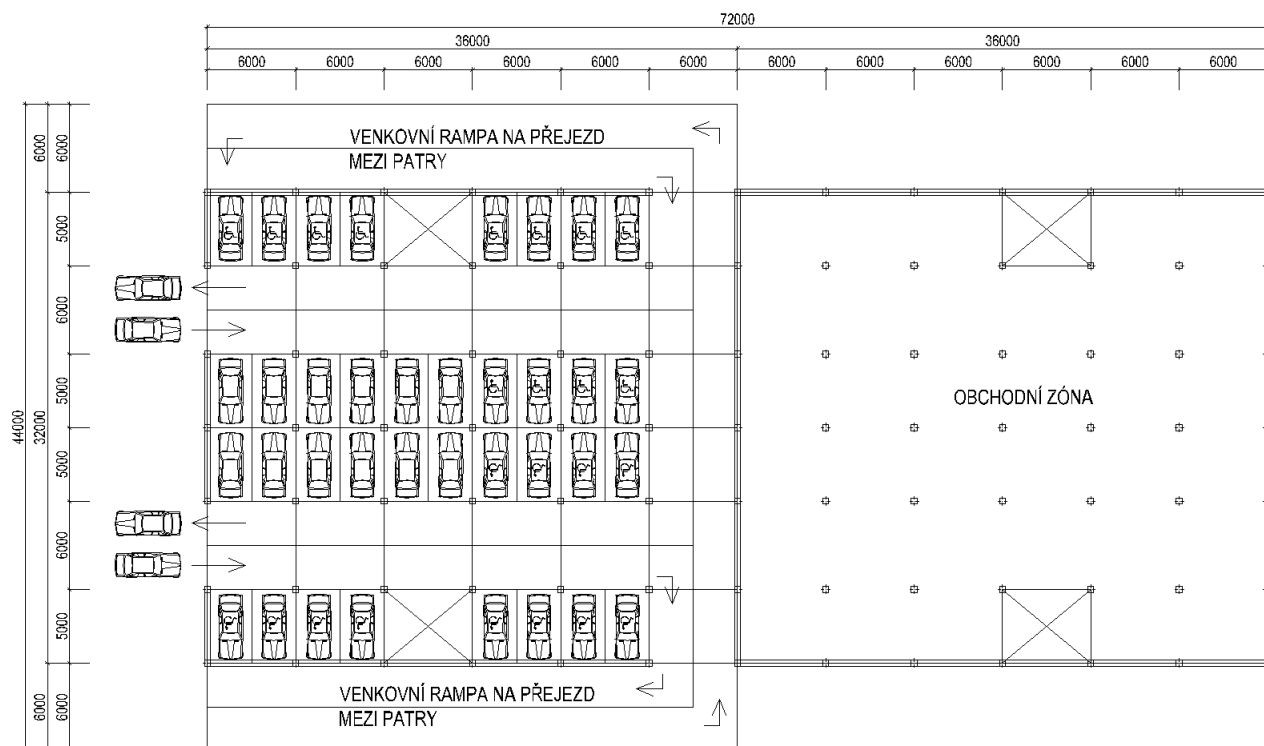 72000
36000 36000
6000 6000 6000 6000 6000 6000 6000 6000 6000 6000 6000 6000
VENKOVNÍ RAMPA NA PŘEJEZD
MEZI PATRY
6000 6000
5000
6000
5000
44000 32000
OBCHODNÍ ZÓNA
5000
6000
5000
VENKOVNÍ RAMPA NA PŘEJEZD
MEZI PATRY
6000 6000